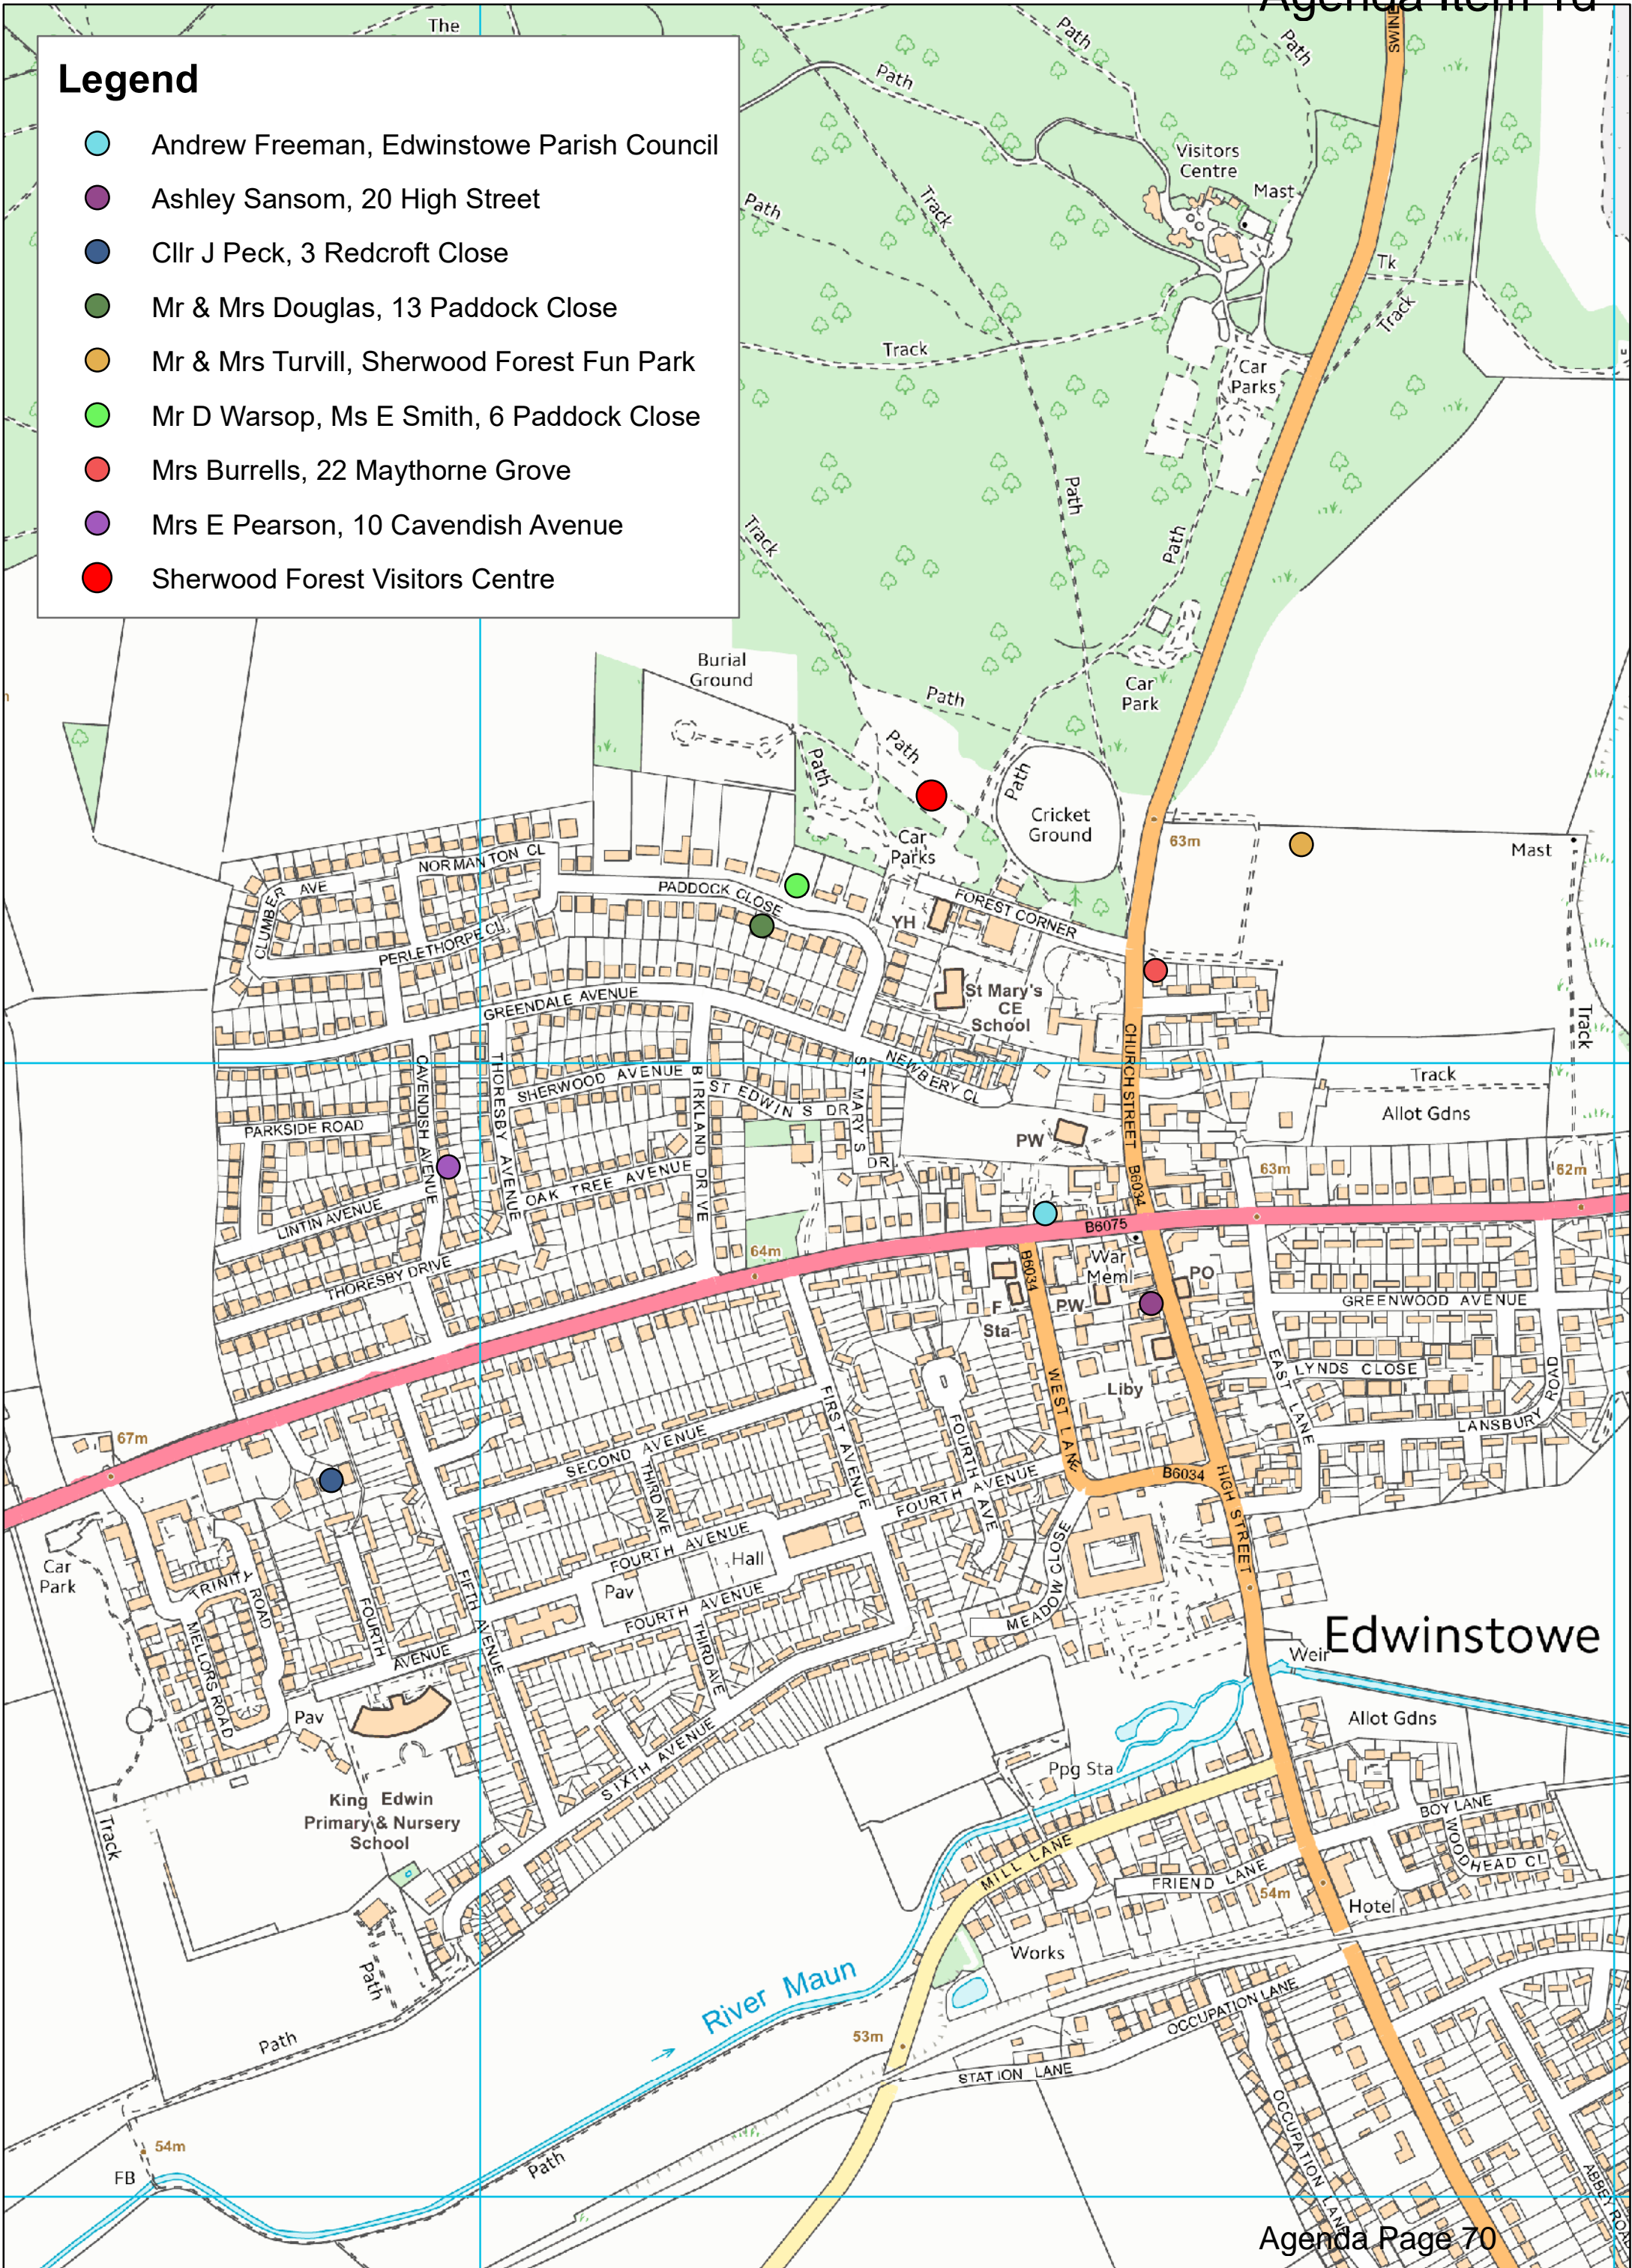 Agenda Item 1d
The
SWINE
Legend
Andrew Freeman, Edwinstowe Parish Council
Ashley Sansom, 20 High Street
Cllr J Peck, 3 Redcroft Close
Mr & Mrs Douglas, 13 Paddock Close
Mr & Mrs Turvill, Sherwood Forest Fun Park
Mr D Warsop, Ms E Smith, 6 Paddock Close
Mrs Burrells, 22 Maythorne Grove
Mrs E Pearson, 10 Cavendish Avenue
Sherwood Forest Visitors Centre
Path
Path
Path
Visitors
Centre
Mast
Path
Track
Tk
Track
Track
Car
Parks
Path
Track
Path
Burial
Ground
Path
Car
Park
Path
Path
Path
Cricket
Ground
Car
Parks
63m
Mast
NORMANTON CL
CLUMBER AVE
PADDOCK CLOSE
FOREST CORNER
YH
PERLETHORPE CL
GREENDALE AVENUE
St Mary's
CE
School
Track
CHURCH STREET
NEWBERY CL
CAVENDISH AVENUE
THORESBY AVENUE
SHERWOOD AVENUE
BIRKLAND DRIVE
ST EDWIN'S DR
ST MARY'S
DR
Track
Allot Gdns
PARKSIDE ROAD
PW
B6034
63m
62m
OAK TREE AVENUE
LINTIN AVENUE
B6075
64m
THORESBY DRIVE
B6034
War
Meml
PO
F
Sta
PW
GREENWOOD AVENUE
EAST LANE
LYNDS CLOSE
WEST LANE
Liby
FIRST AVENUE
LANSBURY
ROAD
67m
SECOND AVENUE
THIRD AVE
FOURTH AVE
FOURTH AVENUE
B6034
HIGH STREET
FOURTH AVENUE
Hall
Car
Park
Pav
FOURTH AVENUE
MEADOW CLOSE
TRINITY
ROAD
FIFTH AVENUE
FOURTH
AVENUE
THIRD AVE
MELLORS ROAD
Edwinstowe
Weir
Pav
Allot Gdns
SIXTH AVENUE
Ppg Sta
King Edwin
Primary & Nursery
School
Track
BOY LANE
WOODHEAD CL
MILL LANE
FRIEND LANE
54m
Hotel
Works
Path
River Maun
OCCUPATION LANE
53m
Path
STATION LANE
OCCUPATION LANE
54m
FB
Path
ABBEY ROAD
Agenda Page 70